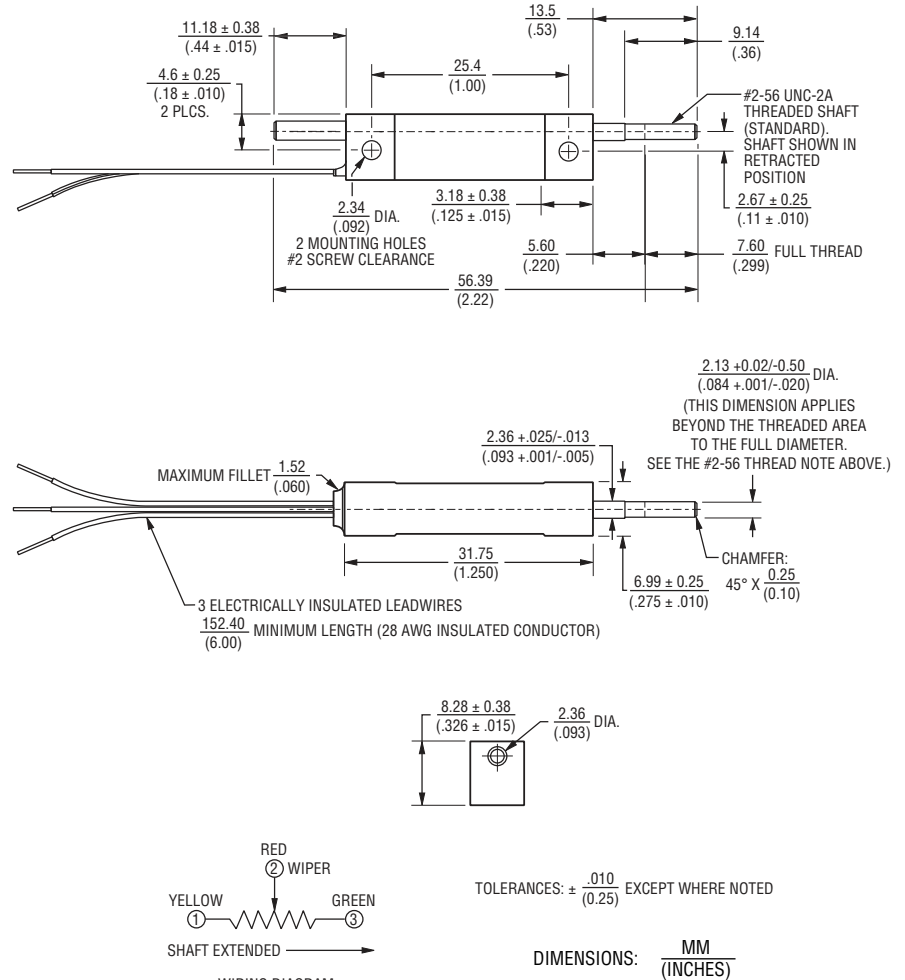 13.5
(.53)
11.18 ± 0.38
(.44 ± .015)
9.14
(.36)
25.4
(1.00)
4.6 ± 0.25
(.18 ± .010)
2 PLCS.
#2-56 UNC-2A
THREADED SHAFT
(STANDARD).
SHAFT SHOWN IN
RETRACTED
POSITION
2.34
(.092) DIA.
2 MOUNTING HOLES
#2 SCREW CLEARANCE
3.18 ± 0.38
(.125 ± .015)
2.67 ± 0.25
(.11 ± .010)
5.60
(.220)
7.60
(.299) FULL THREAD
56.39
(2.22)
2.13 +0.02/-0.50
(.084 +.001/-.020) DIA.
(THIS DIMENSION APPLIES
BEYOND THE THREADED AREA
TO THE FULL DIAMETER.
SEE THE #2-56 THREAD NOTE ABOVE.)
2.36 +.025/-.013
(.093 +.001/-.005)
MAXIMUM FILLET 1.52
(.060)
31.75
(1.250)
CHAMFER:
45° X 0.25
(0.10)
6.99 ± 0.25
(.275 ± .010)
3 ELECTRICALLY INSULATED LEADWIRES
152.40
(6.00) MINIMUM LENGTH (28 AWG INSULATED CONDUCTOR)
8.28 ± 0.38
(.326 ± .015)
2.36
(.093) DIA.
RED
2 WIPER
YELLOW
1
GREEN
3
SHAFT EXTENDED
TOLERANCES: ± .010
(0.25) EXCEPT WHERE NOTED
DIMENSIONS: MM
(INCHES)